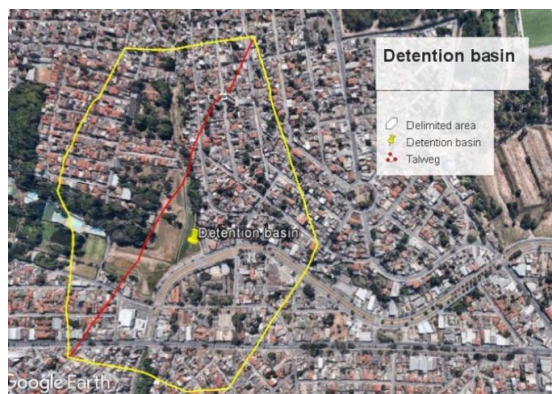 Detention basin
Delimited area
Detention basin
Talweg
Detention basin
Google Earth